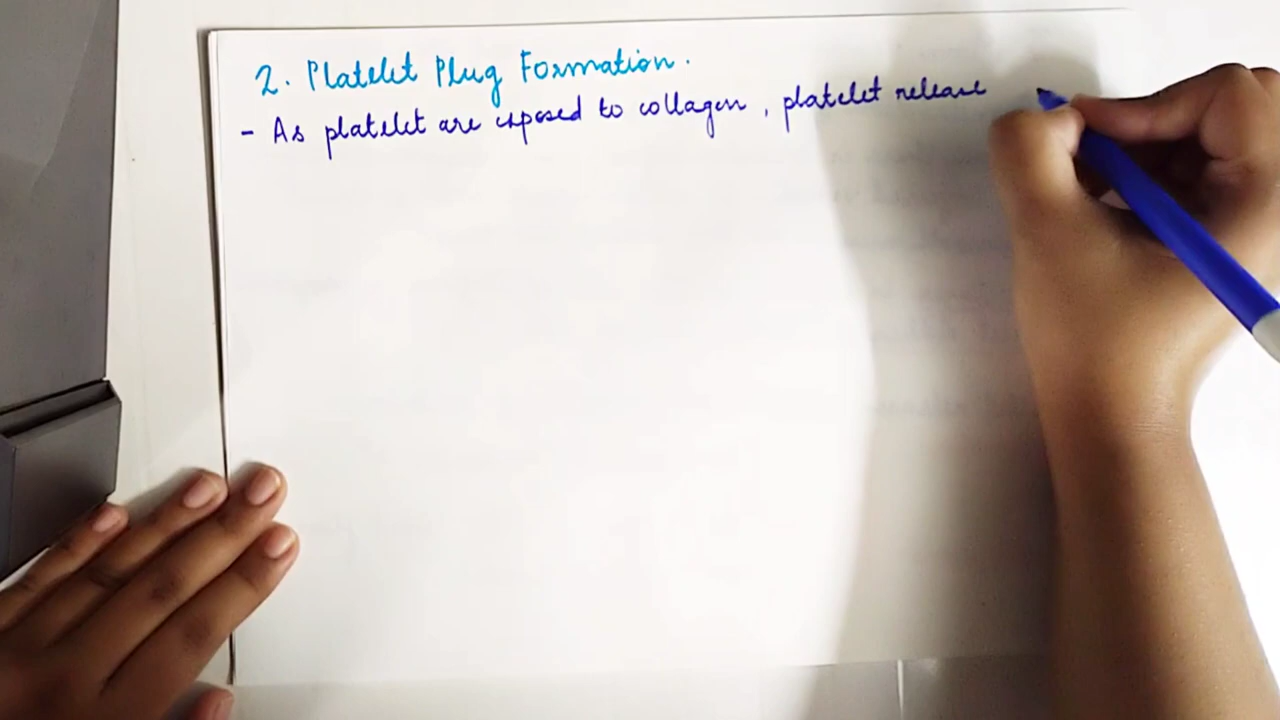 2. Platelet Plug Formation.
- As platelet are exposed to collagen, platelet release